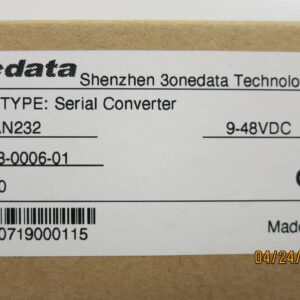 edata Shenzhen 3onedata Technolo
TYPE: Serial Converter
AN232 9-48VDC
3-0006-01
0
0719000115
Made
04/24/